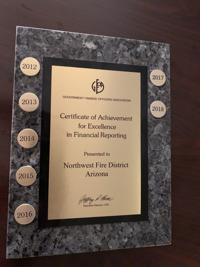 2012
2013
2014
2015
2016
2017
2018
GOVERNMENT FINANCE OFFICERS ASSOCIATION
Certificate of Achievement
for Excellence
in Financial Reporting
Presented to
Northwest Fire District
Arizona